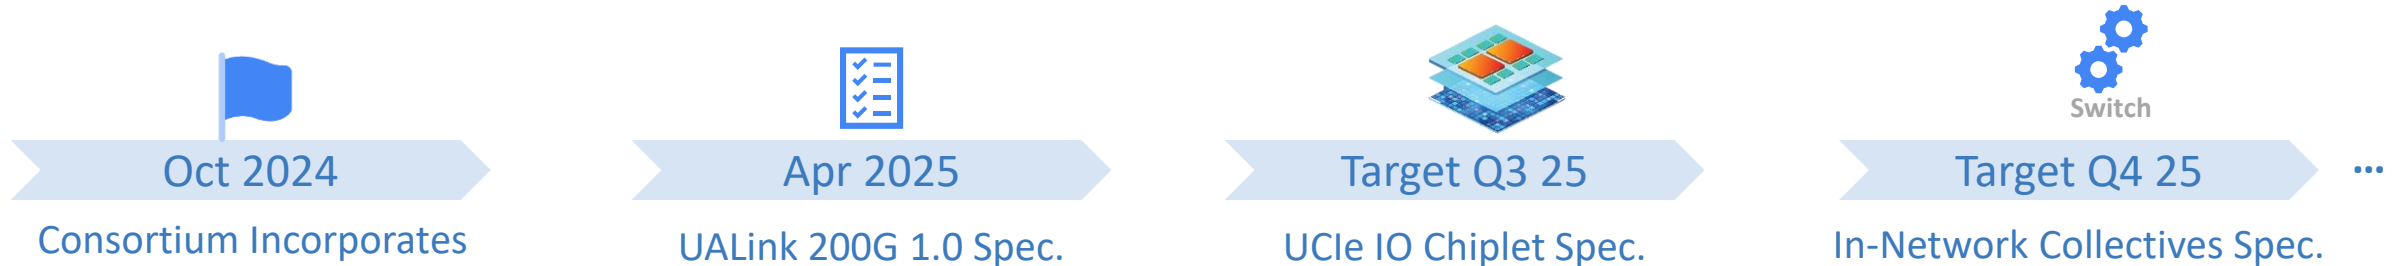 Switch
Oct 2024
Apr 2025
Target Q3 25
Target Q4 25
...
Consortium Incorporates
UALink 200G 1.0 Spec.
UCIe IO Chiplet Spec.
In-Network Collectives Spec.